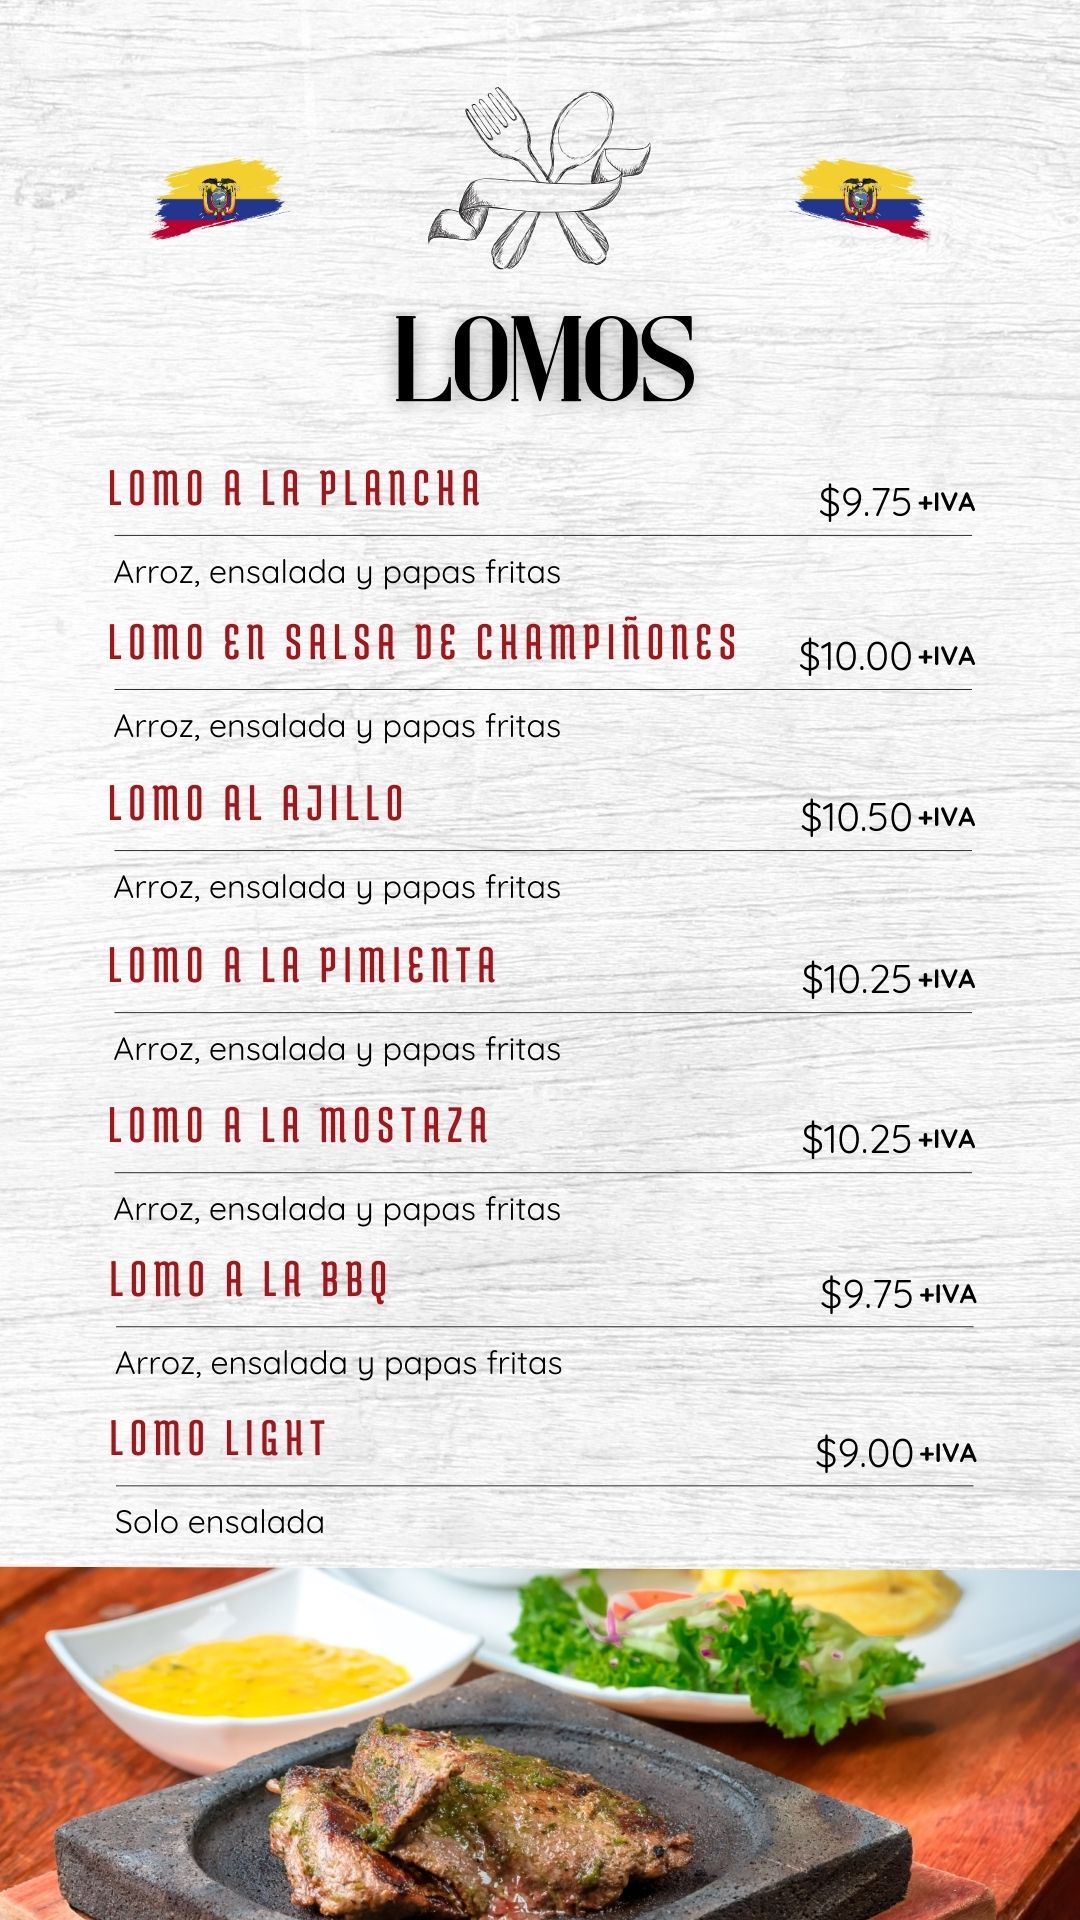 LOMOS
LOMO A LA PLANCHA
$9.75 +IVA
Arroz, ensalada y papas fritas
LOMO EN SALSA DE CHAMPIÑONES
$10.00 +IVA
Arroz, ensalada y papas fritas
LOMO AL AJILLO
$10.50 +IVA
Arroz, ensalada y papas fritas
LOMO A LA PIMIENTA
$10.25 +IVA
Arroz, ensalada y papas fritas
LOMO A LA MOSTAZA
$10.25 +IVA
Arroz, ensalada y papas fritas
LOMO A LA BBQ
$9.75 +IVA
Arroz, ensalada y papas fritas
LOMO LIGHT
$9.00 +IVA
Solo ensalada